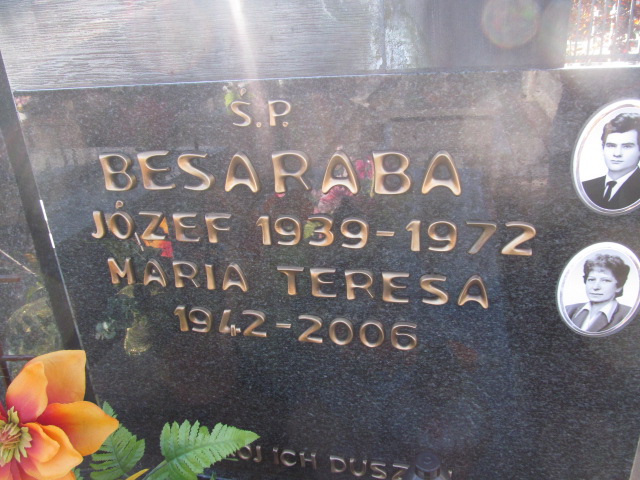 Ś.P.
BESARABA
JÓZEF 1939-1972
MARIA TERESA
1942-2006
ICH